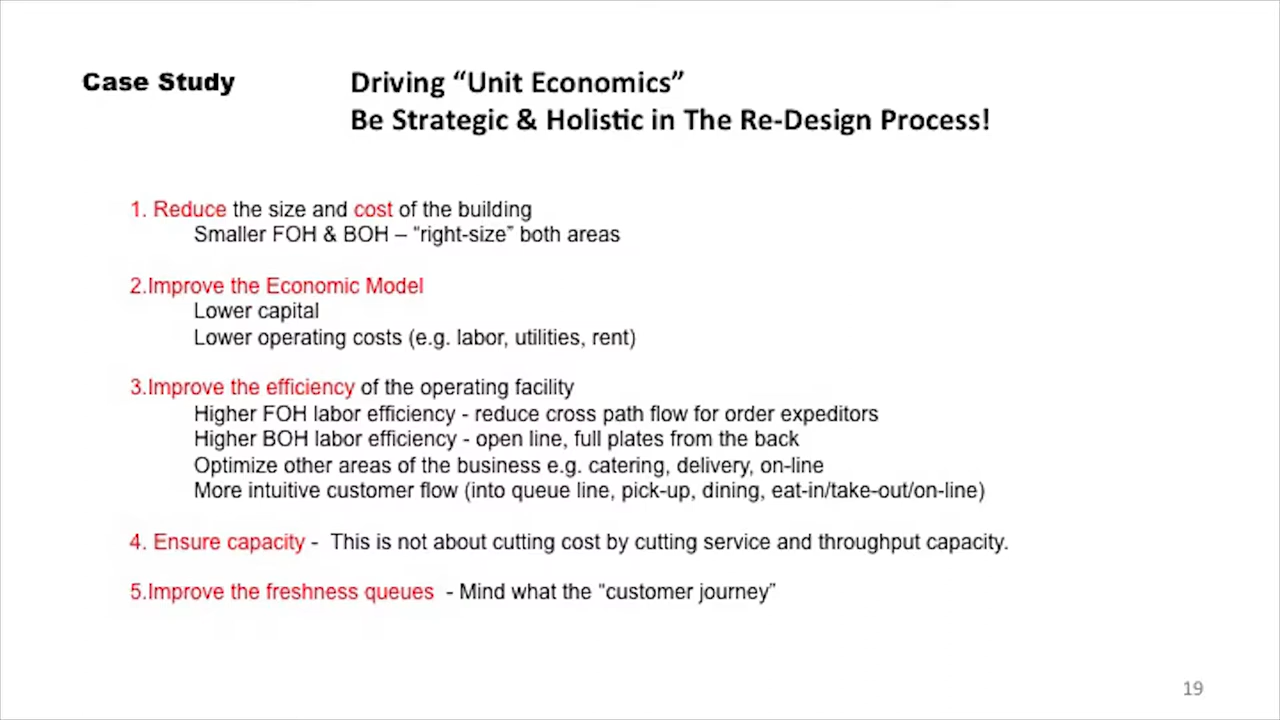 Case Study
Driving “Unit Economics”
Be Strategic & Holistic in The Re-Design Process!
1. Reduce the size and cost of the building
Smaller FOH & BOH – “right-size” both areas
2.Improve the Economic Model
Lower capital
Lower operating costs (e.g. labor, utilities, rent)
3.Improve the efficiency of the operating facility
Higher FOH labor efficiency - reduce cross path flow for order expeditors
Higher BOH labor efficiency - open line, full plates from the back
Optimize other areas of the business e.g. catering, delivery, on-line
More intuitive customer flow (into queue line, pick-up, dining, eat-in/take-out/on-line)
4. Ensure capacity - This is not about cutting cost by cutting service and throughput capacity.
5.Improve the freshness queues - Mind what the “customer journey”
19